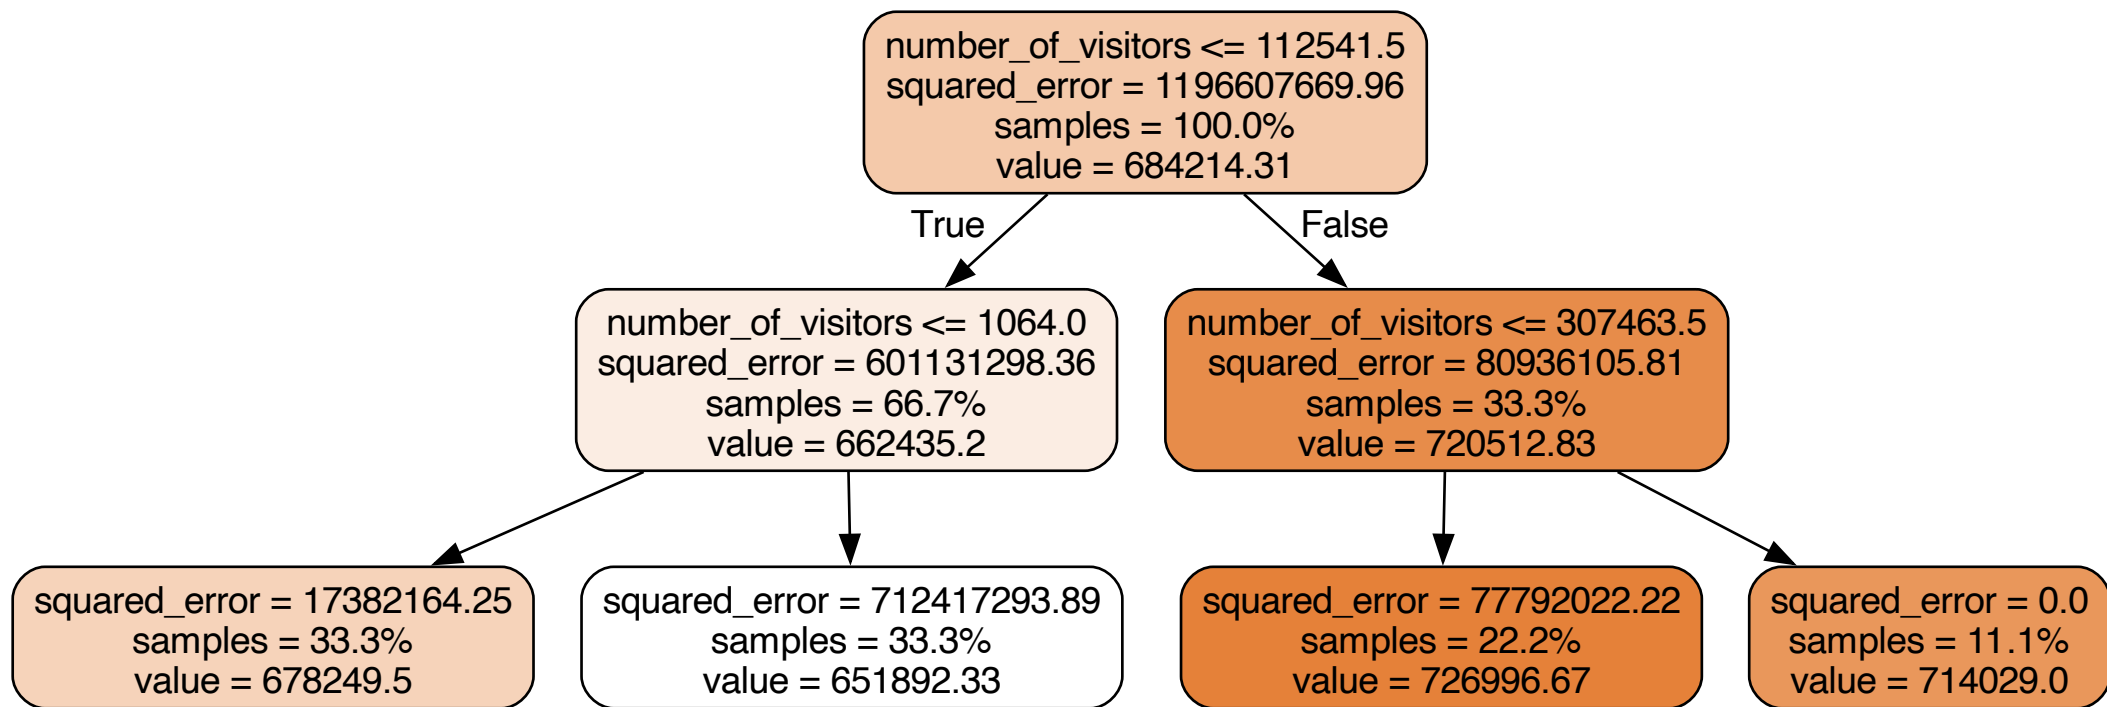 number_of_visitors <= 112541.5
squared_error = 1196607669.96
samples = 100.0%
value = 684214.31
True
False
number_of_visitors <= 1064.0
squared_error = 601131298.36
samples = 66.7%
value = 662435.2
number_of_visitors <= 307463.5
squared_error = 80936105.81
samples = 33.3%
value = 720512.83
squared_error = 17382164.25
samples = 33.3%
value = 678249.5
squared_error = 712417293.89
samples = 33.3%
value = 651892.33
squared_error = 77792022.22
samples = 22.2%
value = 726996.67
squared_error = 0.0
samples = 11.1%
value = 714029.0